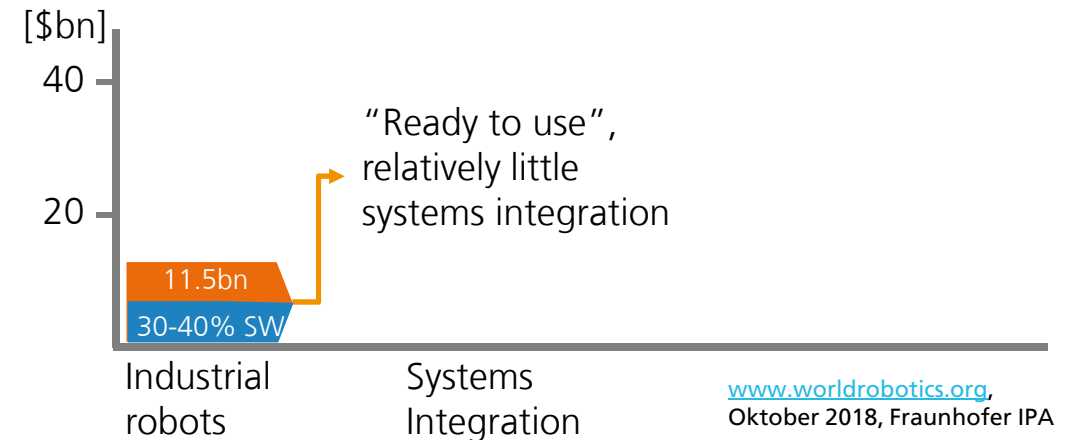 [$bn]
40
20
"Ready to use",
relatively little
systems integration
11.5bn
30-40% SW
Industrial
robots
Systems
Integration
www.worldrobotics.org,
Oktober 2018, Fraunhofer IPA